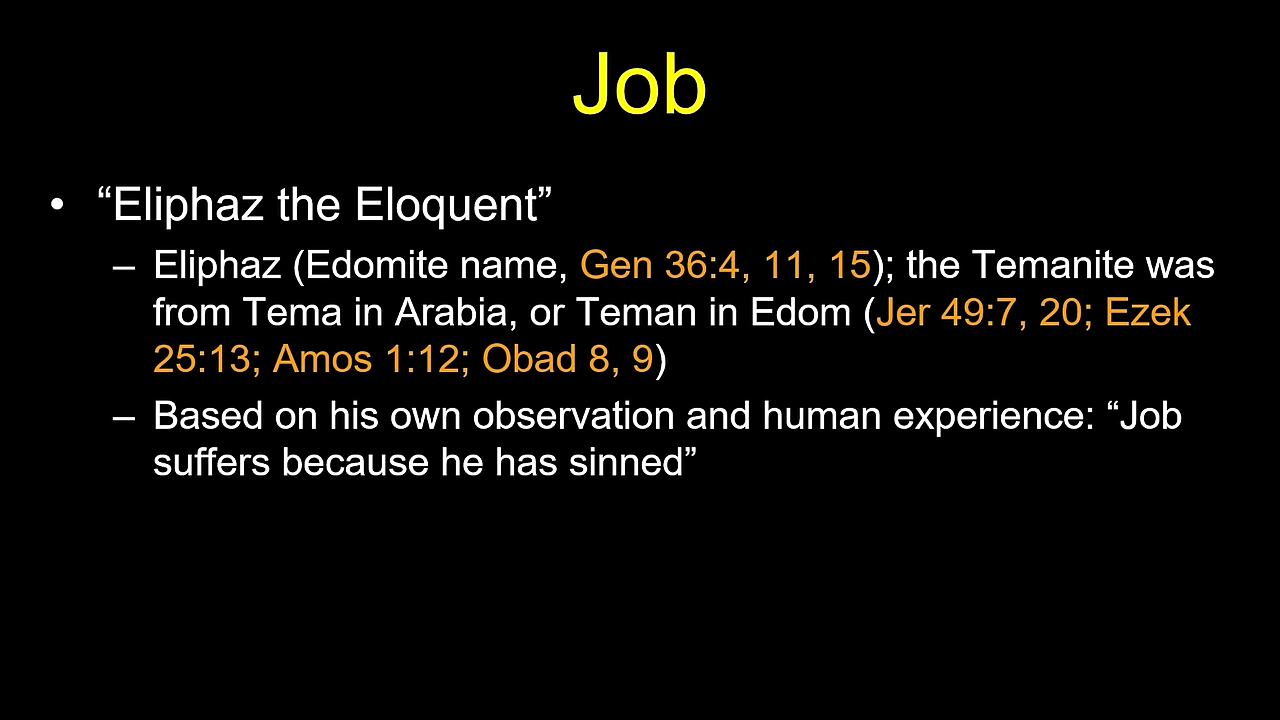 Job
• “Eliphaz the Eloquent”
– Eliphaz (Edomite name, Gen 36:4, 11, 15); the Temanite was
from Tema in Arabia, or Teman in Edom (Jer 49:7, 20; Ezek
25:13; Amos 1:12; Obad 8, 9)
– Based on his own observation and human experience: “Job
suffers because he has sinned”